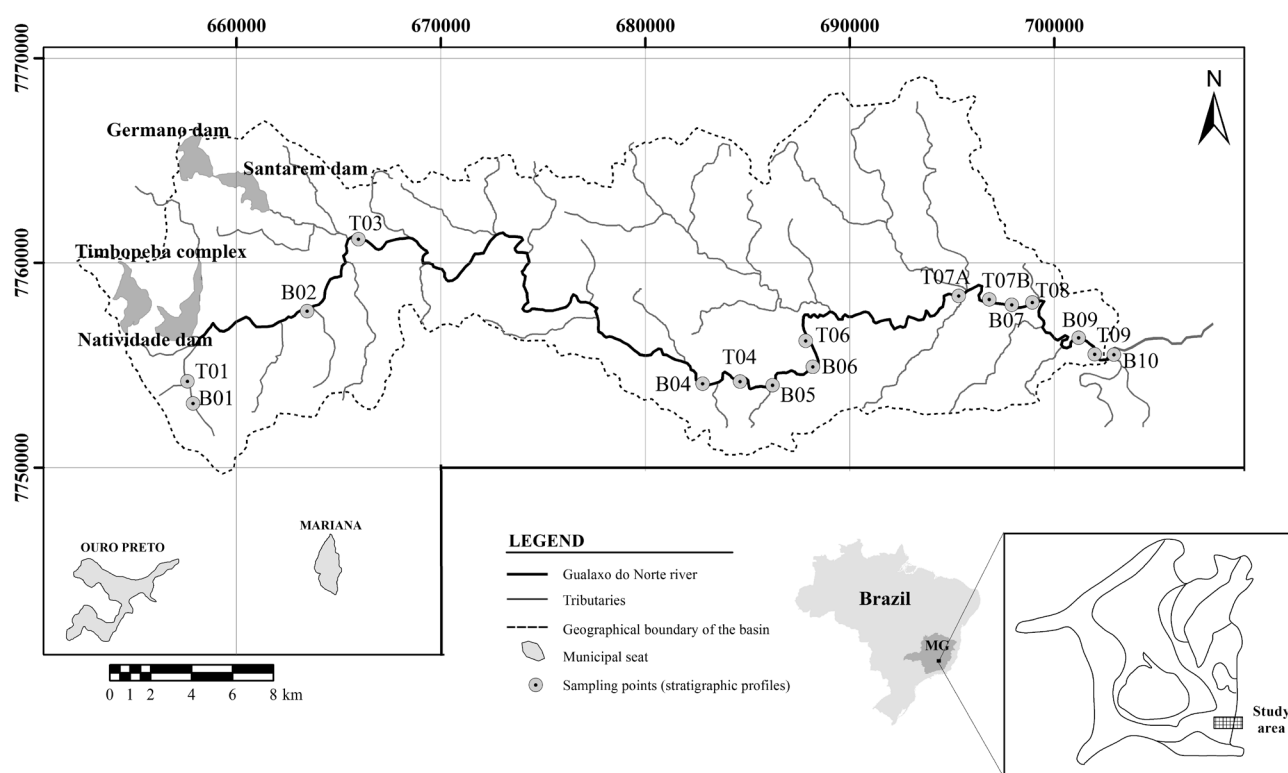 660000
670000
680000
690000
700000
7770000
7760000
7750000
N
Germano dam
Santarem dam
Timbopeba complex
Natividade dam
T03
B02
T01
B01
T07A
T07B
T08
B07
B09
T09
B10
T06
B06
T04
B04
B05
OURO PRETO
MARIANA
0 1 2 4 6 8 km
LEGEND
Gualaxo do Norte river
Tributaries
Geographical boundary of the basin
Municipal seat
Sampling points (stratigraphic profiles)
Brazil
MG
Study
area